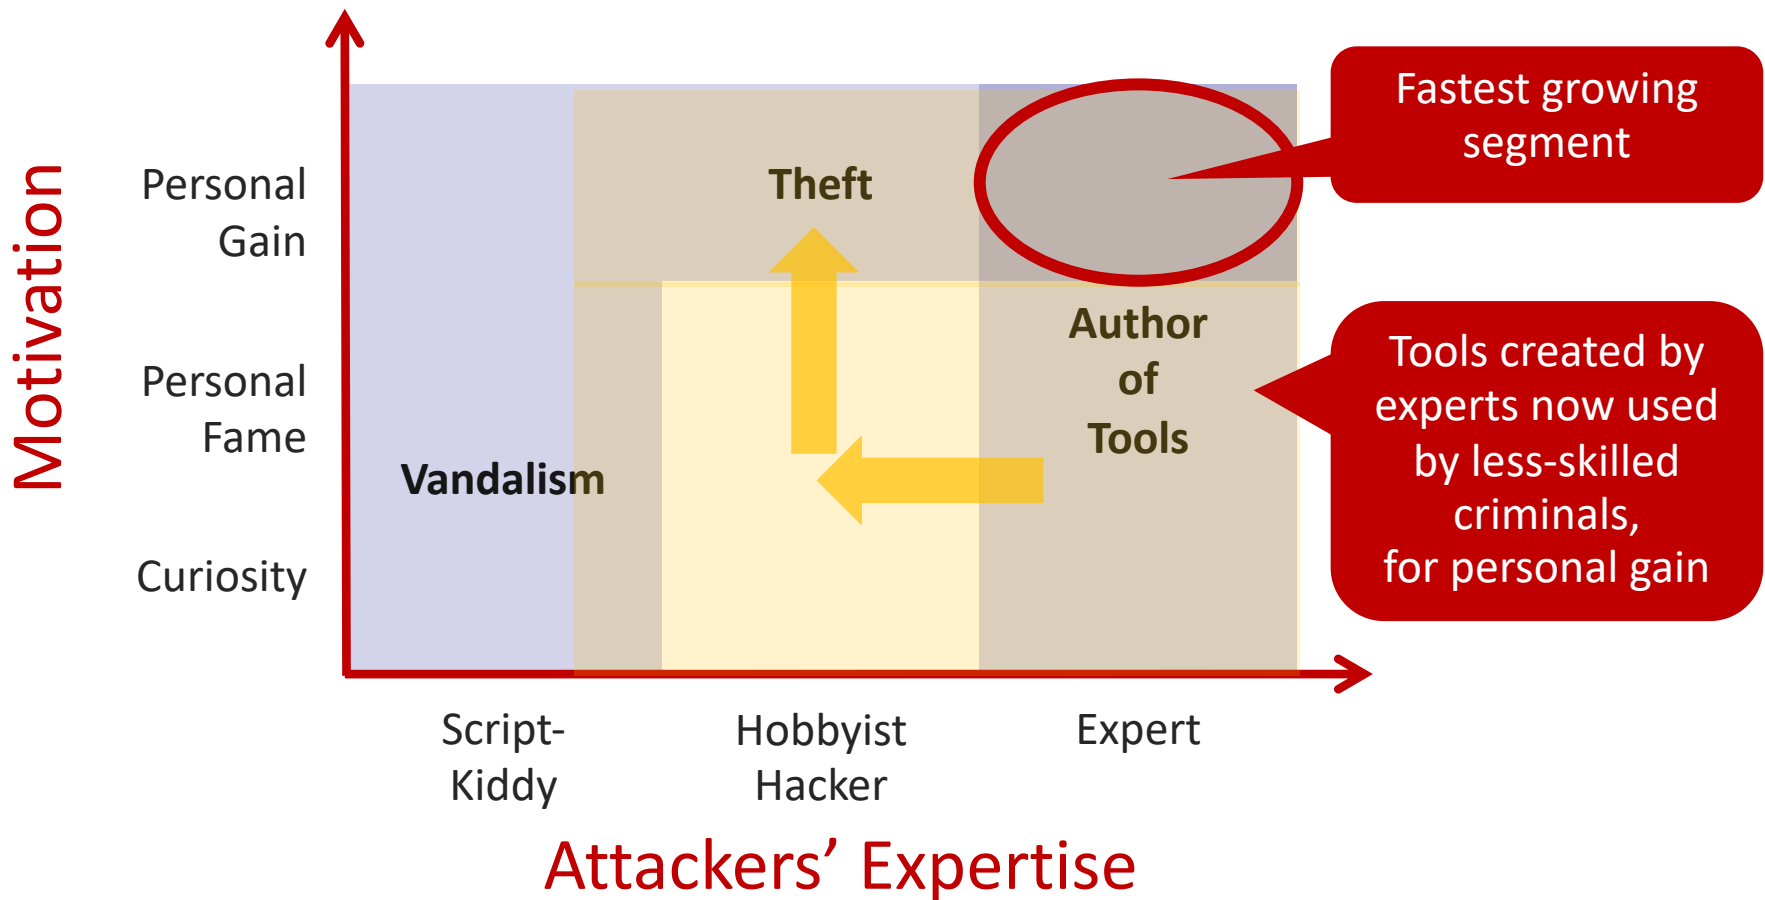 Motivation
Personal
Gain
Personal
Fame
Curiosity
Theft
Vandalism
Author
of
Tools
Fastest growing
segment
Tools created by
experts now used
by less-skilled
criminals,
for personal gain
Script-
Kiddy
Hobbyist
Hacker
Expert
Attackers’ Expertise